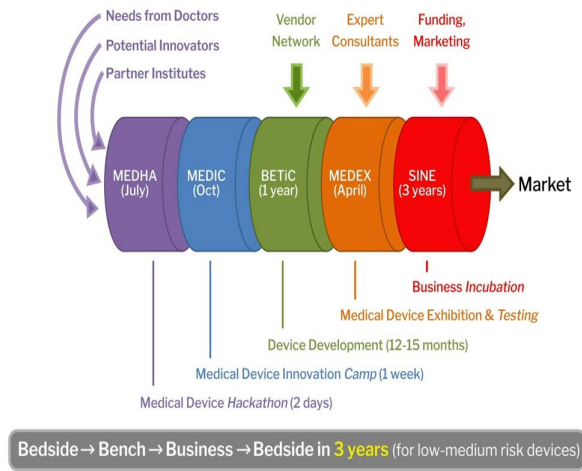 Needs from Doctors
Potential Innovators
Partner Institutes
Vendor
Network
Expert
Consultants
Funding,
Marketing
MEDHA
(July)
MEDIC
(Oct)
BETiC
(1 year)
MEDEX
(April)
SINE
(3 years)
Market
Business Incubation
Medical Device Exhibition & Testing
Device Development (12-15 months)
Medical Device Innovation Camp (1 week)
Medical Device Hackathon (2 days)
Bedside → Bench → Business → Bedside in 3 years (for low-medium risk devices)